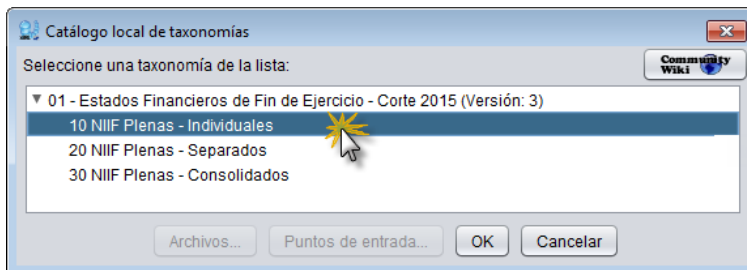 Catálogo local de taxonomías
Seleccione una taxonomía de la lista:
Community
Wiki
01 - Estados Financieros de Fin de Ejercicio - Corte 2015 (Versión: 3)
10 NIIF Plenas - Individuales
20 NIIF Plenas - Separados
30 NIIF Plenas - Consolidados
Archivos... Puntos de entrada... OK Cancelar